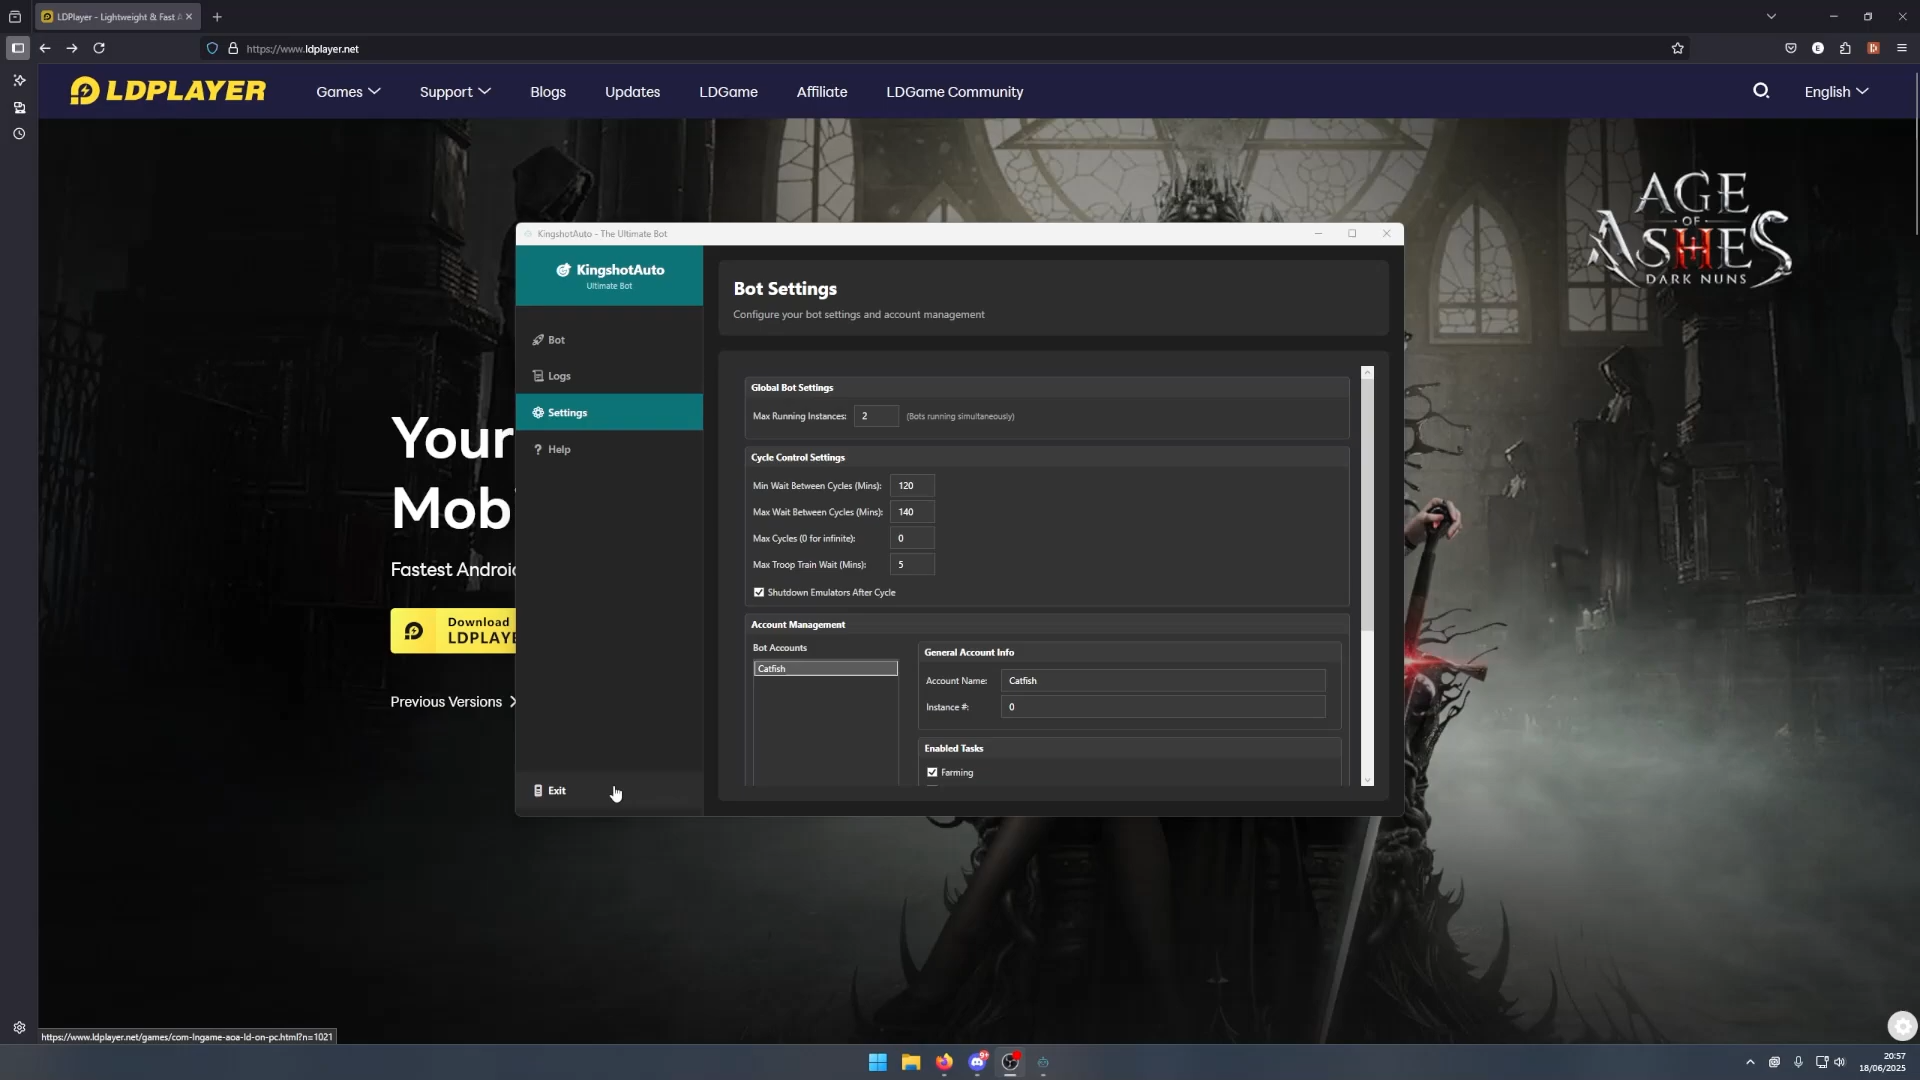 LDPlayer - Lightweight & Fast A
https://www.ldplayer.net
LDPLAYER
Games
Support
Blogs
Updates
LDGame
Affiliate
LDGame Community
English
AGE
OF
ASHES
DARK NUNS
Your
Mob
Fastest Androi
Download
LDPLAYE
Previous Versions
KingshotAuto - The Ultimate Bot
KingshotAuto
Ultimate Bot
Bot
Logs
Settings
? Help
Exit
Bot Settings
Configure your bot settings and account management
Global Bot Settings
Max Running Instances: 2 (Bots running simultaneously)
Cycle Control Settings
Min Wait Between Cycles (Mins): 120
Max Wait Between Cycles (Mins): 140
Max Cycles (0 for infinite): 0
Max Troop Train Wait (Mins): 5
Shutdown Emulators After Cycle
Account Management
Bot Accounts
Catfish
General Account Info
Account Name: Catfish
Instance #: 0
Enabled Tasks
Farming
https://www.ldplayer.net/games/com-lngame-aoa-ld-on-pc.html?n=1021
9+
20:57
18/06/2025